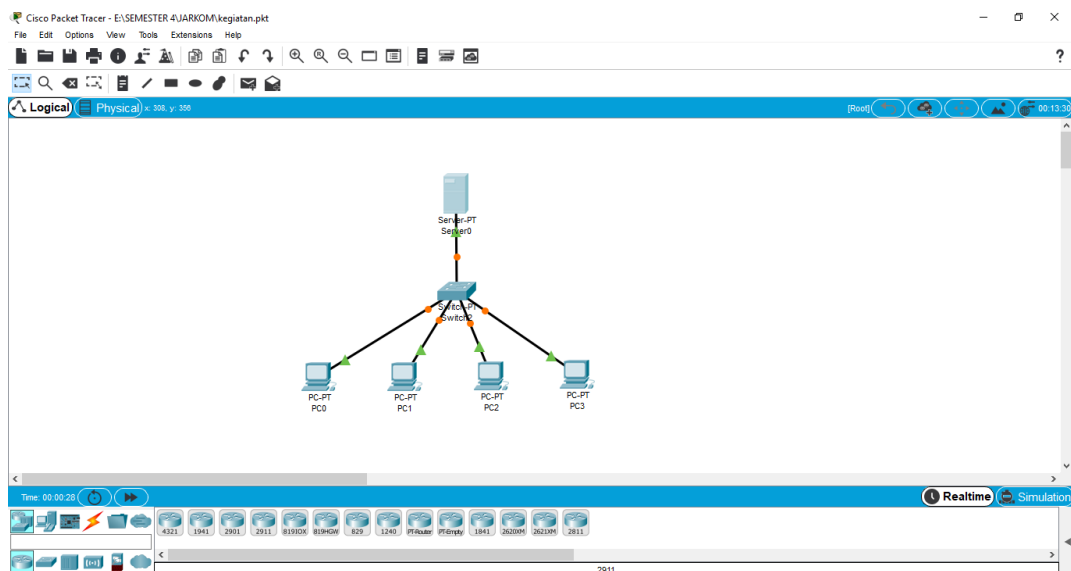 Cisco Packet Tracer - E:\SEMESTER 4\JARKOM\kegiatan.pkt
File Edit Options View Tools Extensions Help
?
Logical Physical x: 308, y: 356 [Root] 00:13:30
Server-PT
Server0
Switch-PT
Switch2
PC-PT PC-PT PC-PT PC-PT
PC0 PC1 PC2 PC3
Time: 00:00:28 Realtime Simulation
4321 1941 2901 2911 819IOX 819HGW 829 1240 PT-Router PT-Empty 1841 2620XM 2621XM 2811
2911